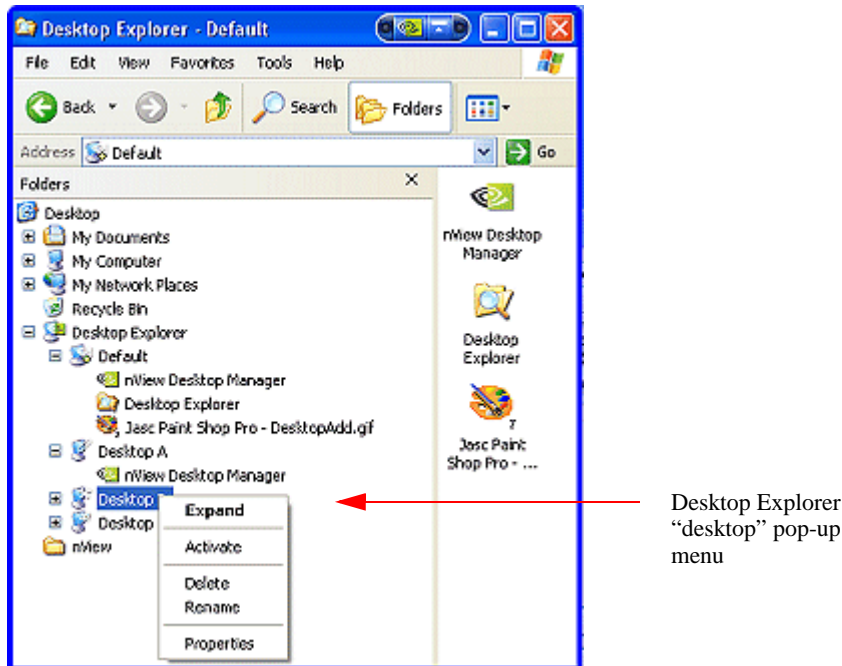 Desktop Explorer - Default
File Edit View Favorites Tools Help
Back Search Folders
Address Default Go
Folders
Desktop
My Documents
My Computer
My Network Places
Recycle Bin
Desktop Explorer
Default
nView Desktop Manager
Desktop Explorer
Jasc Paint Shop Pro - DesktopAdd.gif
Desktop A
nView Desktop Manager
Desktop
Desktop
nView
Expand
Activate
Delete
Rename
Properties
nView Desktop
Manager
Desktop
Explorer
Jasc Paint
Shop Pro - ...
Desktop Explorer
“desktop” pop-up
menu